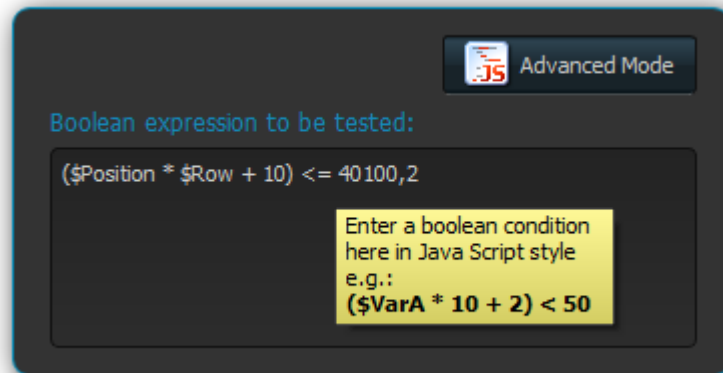 Advanced Mode
Boolean expression to be tested:
($Position * $Row + 10) <= 40100,2
Enter a boolean condition
here in Java Script style
e.g.:
($VarA * 10 + 2) < 50